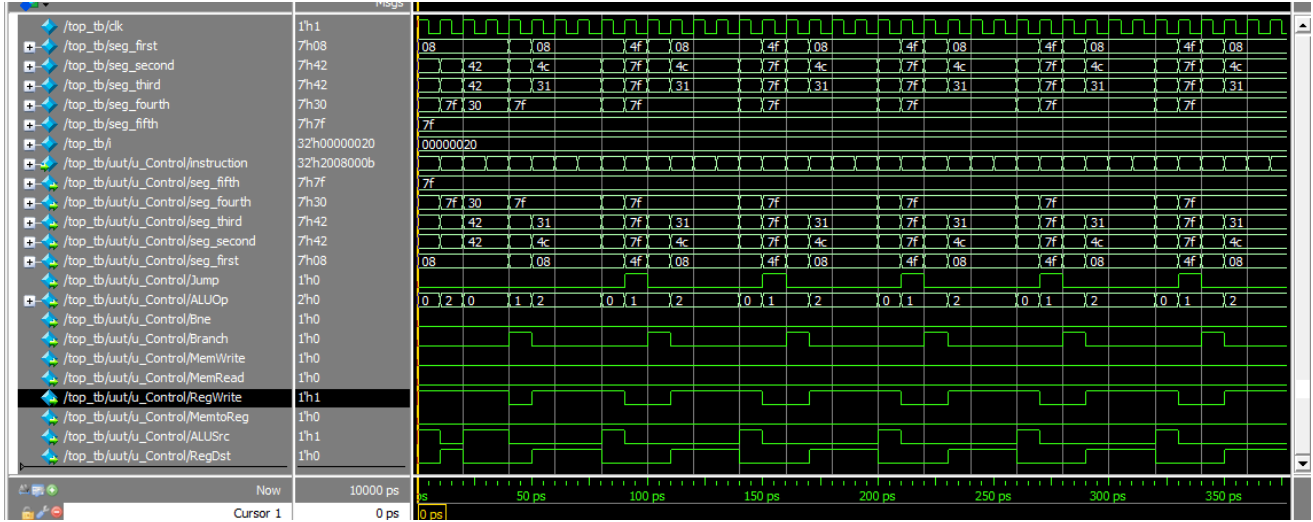 Msgs
/top_tb/clk 1'h1
/top_tb/seg_first 7'h08 08 08 4f 08 4f 08 4f 08 4f 08 4f 08
/top_tb/seg_second 7'h42 42 4c 7f 4c 7f 4c 7f 4c 7f 4c 7f 4c
/top_tb/seg_third 7'h42 42 31 7f 31 7f 31 7f 31 7f 31 7f 31
/top_tb/seg_fourth 7'h30 7f 30 7f 7f 7f 7f 7f 7f
/top_tb/seg_fifth 7'h7f 7f
/top_tb/i 32'h00000020 00000020
/top_tb/uut/u_Control/instruction 32'h2008000b
/top_tb/uut/u_Control/seg_fifth 7'h7f 7f
/top_tb/uut/u_Control/seg_fourth 7'h30 7f 30 7f 7f 7f 7f 7f 7f
/top_tb/uut/u_Control/seg_third 7'h42 42 31 7f 31 7f 31 7f 31 7f 31 7f 31
/top_tb/uut/u_Control/seg_second 7'h42 42 4c 7f 4c 7f 4c 7f 4c 7f 4c 7f 4c
/top_tb/uut/u_Control/seg_first 7'h08 08 08 4f 08 4f 08 4f 08 4f 08 4f 08
/top_tb/uut/u_Control/Jump 1'h0
/top_tb/uut/u_Control/ALUOp 2'h0 0 2 0 1 2 0 1 2 0 1 2 0 1 2 0 1 2 0 1 2
/top_tb/uut/u_Control/Bne 1'h0
/top_tb/uut/u_Control/Branch 1'h0
/top_tb/uut/u_Control/MemWrite 1'h0
/top_tb/uut/u_Control/MemRead 1'h0
/top_tb/uut/u_Control/RegWrite 1'h1
/top_tb/uut/u_Control/MemtoReg 1'h0
/top_tb/uut/u_Control/ALUSrc 1'h1
/top_tb/uut/u_Control/RegDst 1'h0
Now 10000 ps ps 50 ps 100 ps 150 ps 200 ps 250 ps 300 ps 350 ps
Cursor 1 0 ps 0 ps